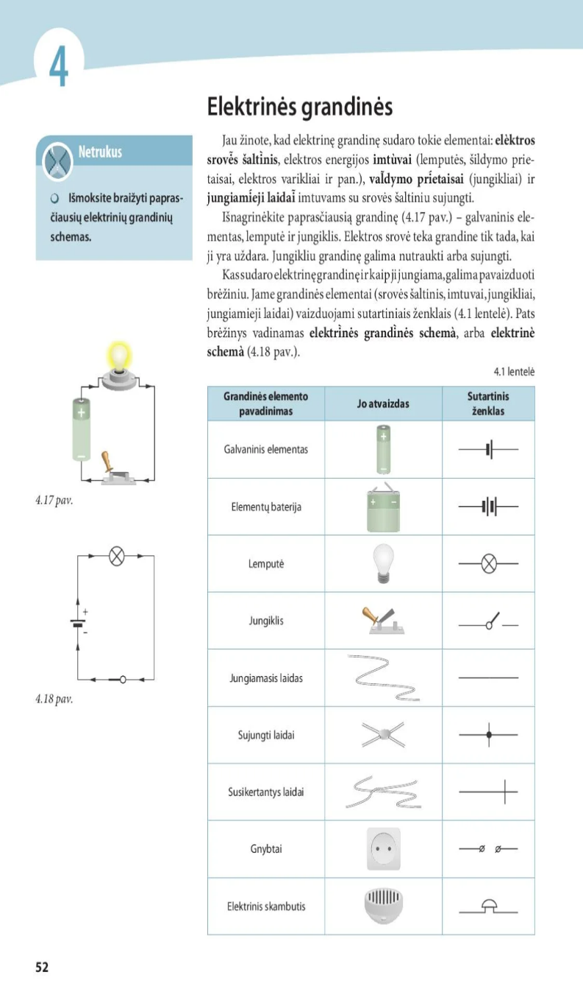 4
Elektrinės grandinės
Netrukus
Išmoksite braižyti papras-
čiausių elektrinių grandinių
schemas.
Jau žinote, kad elektrinę grandinę sudaro tokie elementai: elèktros
srovė̃s šaltìnis, elektros energijos imtùvai (lemputės, šildymo prie-
taisai, elektros varikliai ir pan.), val̃dymo príetaisai (jungikliai) ir
jungiamíeji laidaĩ imtuvams su srovės šaltiniu sujungti.
Išnagrinėkite paprasčiausią grandinę (4.17 pav.) – galvaninis ele-
mentas, lemputė ir jungiklis. Elektros srovė teka grandine tik tada, kai
ji yra uždara. Jungikliu grandinę galima nutraukti arba sujungti.
Kas sudaro elektrinę grandinę ir kaip ji jungiama, galima pavaizduoti
brėžiniu. Jame grandinės elementai (srovės šaltinis, imtuvai, jungikliai,
jungiamieji laidai) vaizduojami sutartiniais ženklais (4.1 lentelė). Pats
brėžinys vadinamas elektrìnės grandìnės schemà, arba elektrinè
schemà (4.18 pav.).
+
–
4.17 pav.
+
-
4.18 pav.
4.1 lentelė
Grandinės elemento
pavadinimas
Jo atvaizdas
Sutartinis
ženklas
Galvaninis elementas
+
–
Elementų baterija
+ –
Lemputė
Jungiklis
Jungiamasis laidas
Sujungti laidai
Susikertantys laidai
Gnybtai
Elektrinis skambutis
52